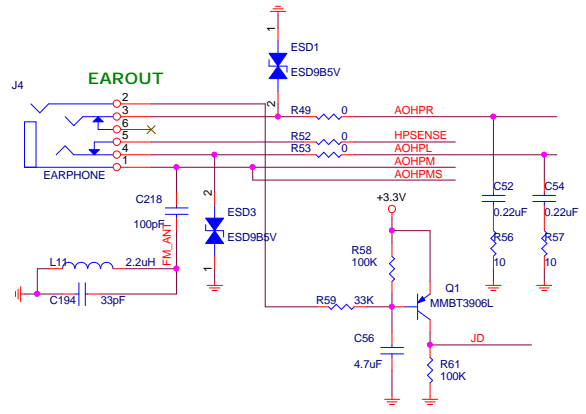 1
ESD1
ESD9B5V
2
EAROUT
J4
2
3
6
5
4
1
EARPHONE
R49
0
AOHPR
R52
0
HPSENSE
R53
0
AOHPL
AOHPM
AOHPMS
C218
100pF
FM_ANT
2
ESD3
ESD9B5V
1
L11
2.2uH
C194
33pF
+3.3V
R58
100K
R59
33K
Q1
MMBT3906L
C56
4.7uF
JD
R61
100K
C52
0.22uF
C54
0.22uF
R56
10
R57
10